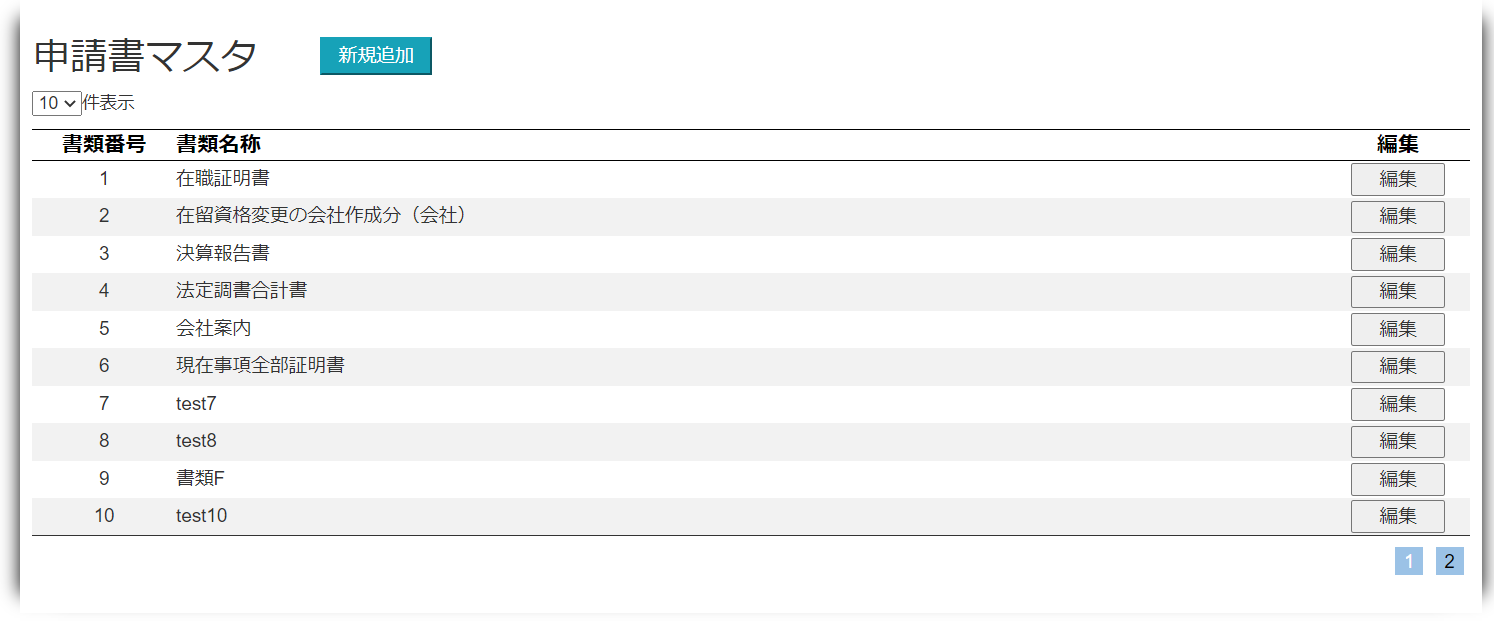 申請書マスタ 新規追加
10 件表示
書類番号 書類名称 編集
1 在職証明書 編集
2 在留資格変更の会社作成分（会社） 編集
3 決算報告書 編集
4 法定調書合計書 編集
5 会社案内 編集
6 現在事項全部証明書 編集
7 test7 編集
8 test8 編集
9 書類F 編集
10 test10 編集
1 2